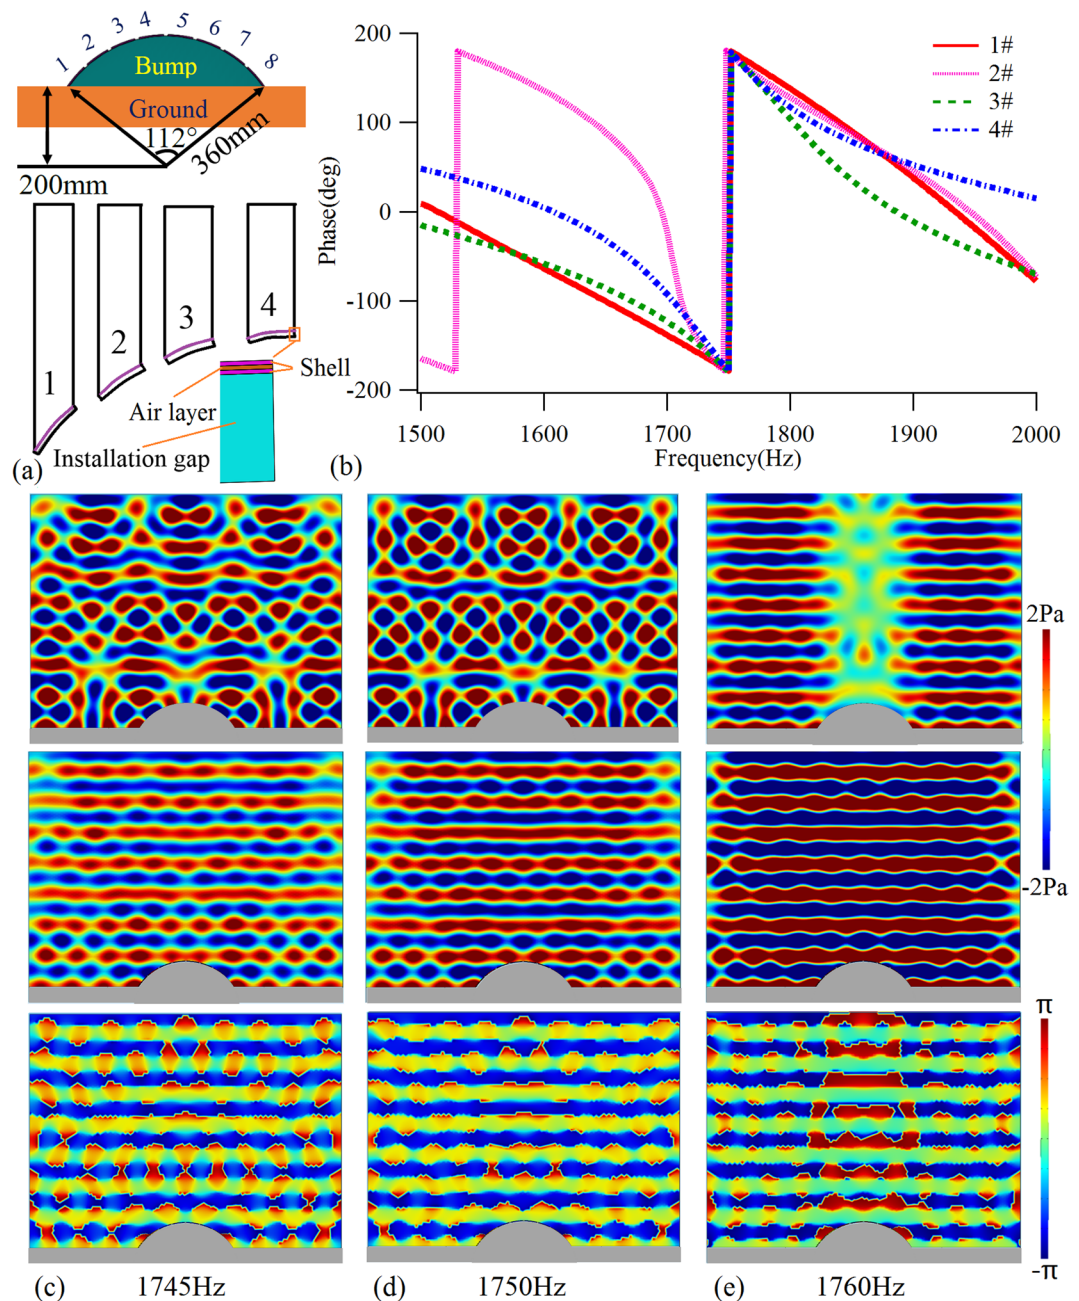 1 2 3 4 5 6 7 8
Bump
Ground
112°
360mm
200mm
1
2
3
4
Shell
Air layer
Installation gap
(a)
200
100
0
-100
-200
Phase(deg)
1500 1600 1700 1800 1900 2000
Frequency(Hz)
1#
2#
3#
4#
(b)
2Pa
-2Pa
π
-π
(c) 1745Hz
(d) 1750Hz
(e) 1760Hz